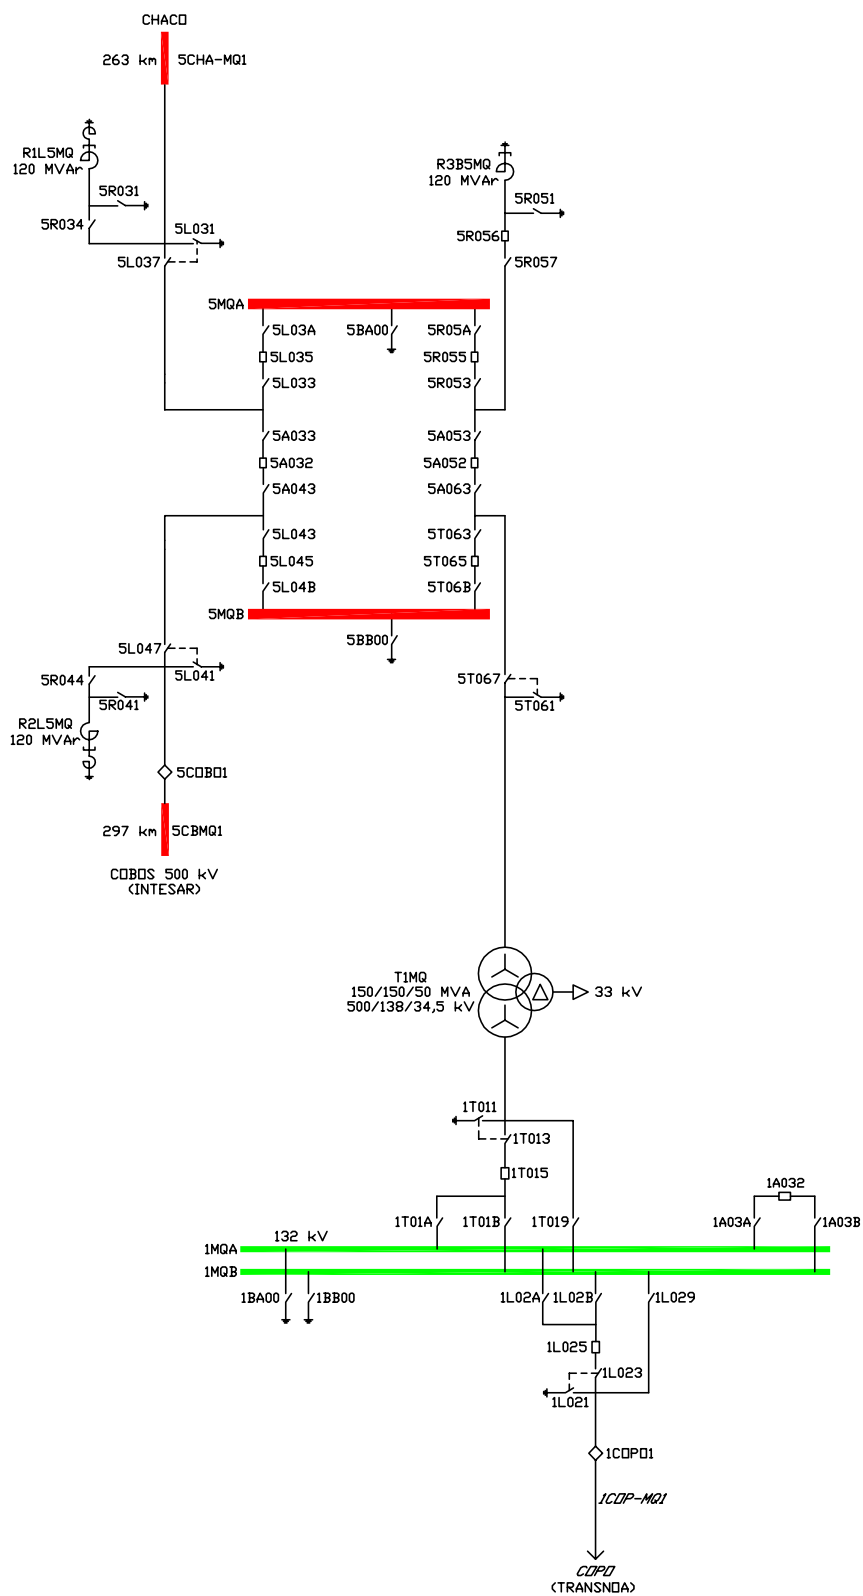 CHACO
263 km 5CHA-MQ1
R1L5MQ
120 MVAr
5R031
5R034
5L031
5L037
R3B5MQ
120 MVAr
5R051
5R056
5R057
5MQA
5L03A
5BA00
5R05A
5L035
5R055
5L033
5R053
5A033
5A053
5A032
5A052
5A043
5A063
5L043
5T063
5L045
5T065
5L04B
5T06B
5MQB
5BB00
5L047
5L041
5R044
5R041
R2L5MQ
120 MVAr
5T067
5T061
5COBO1
297 km 5CBMQ1
COBOS 500 kV
(INTESAR)
T1MQ
150/150/50 MVA
500/138/34,5 kV
33 kV
1T011
1T013
1T015
1A032
1T01A
1T01B
1T019
1A03A
1A03B
132 kV
1MQA
1MQB
1BA00
1BB00
1L02A
1L02B
1L029
1L025
1L023
1L021
1COPO1
1COP-MQ1
COPO
(TRANSNOA)